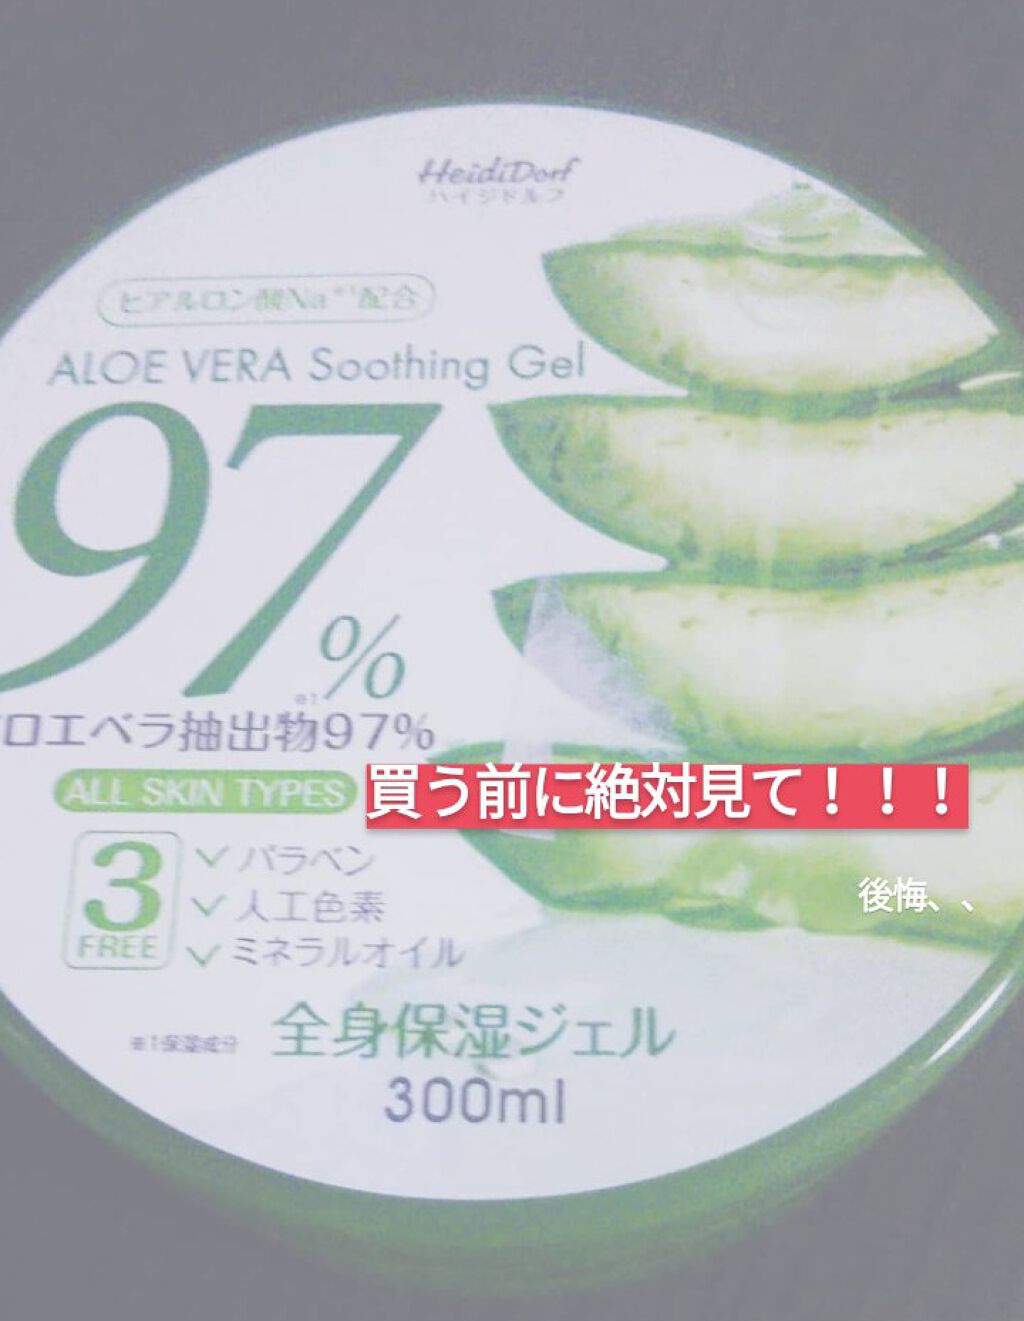 HeidiDorf
ハイジドルフ
ヒアルロン酸Na※1配合
ALOE VERA Soothing Gel
97%
※1
ロエベラ抽出物97%
ALL SKIN TYPES
買う前に絶対見て！！！
3
FREE
パラベン
人工色素
ミネラルオイル
後悔、、
※1保湿成分
全身保湿ジェル
300ml